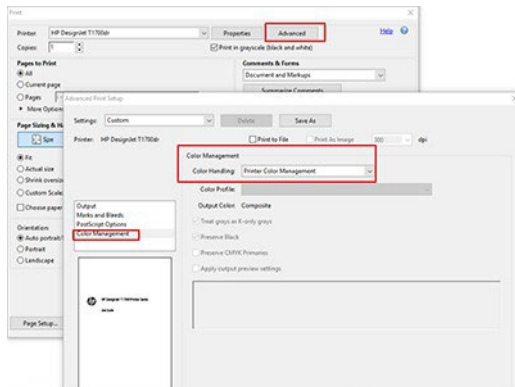 Print
Printer: HP DesignJet T1700dr Properties Advanced Help
Copies: 1 Print in grayscale (black and white)
Pages to Print
All
Current page
Pages
More Option
Comments & Forms
Document and Markups
Summarize Comments
Page Sizing & H
Size
Fit
Actual size
Shrink oversiz
Custom Scale
Choose paper
Orientation:
Auto portrait/
Portrait
Landscape
Page Setup...
Advanced Print Setup
Settings: Custom Delete Save As
Printer: HP DesignJet T1700dr Print to File Print As Image 300 dpi
Output
Marks and Bleeds
PostScript Options
Color Management
Color Management
Color Handling: Printer Color Management
Color Profile:
Output Color: Composite
Treat grays as K-only grays
Preserve Black
Preserve CMYK Primaries
Apply output preview settings